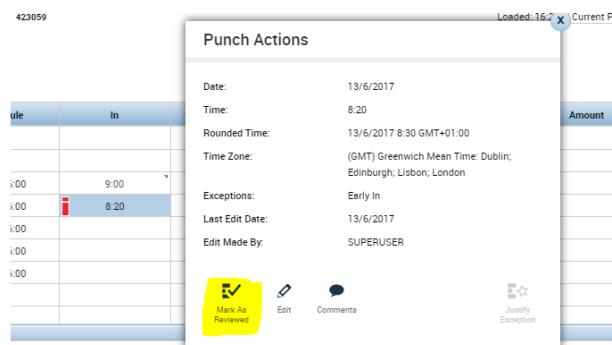 423059
Loaded: 16:2
Current P
X
Punch Actions
Date: 13/6/2017
Time: 8:20
Rounded Time: 13/6/2017 8:30 GMT+01:00
Time Zone: (GMT) Greenwich Mean Time: Dublin;
Edinburgh; Lisbon; London
Exceptions: Early In
Last Edit Date: 13/6/2017
Edit Made By: SUPERUSER
Mark As
Reviewed
Edit
Comments
Justify
Exception
ule
In
Amount
:00
9:00
:00
8:20
:00
:00
:00